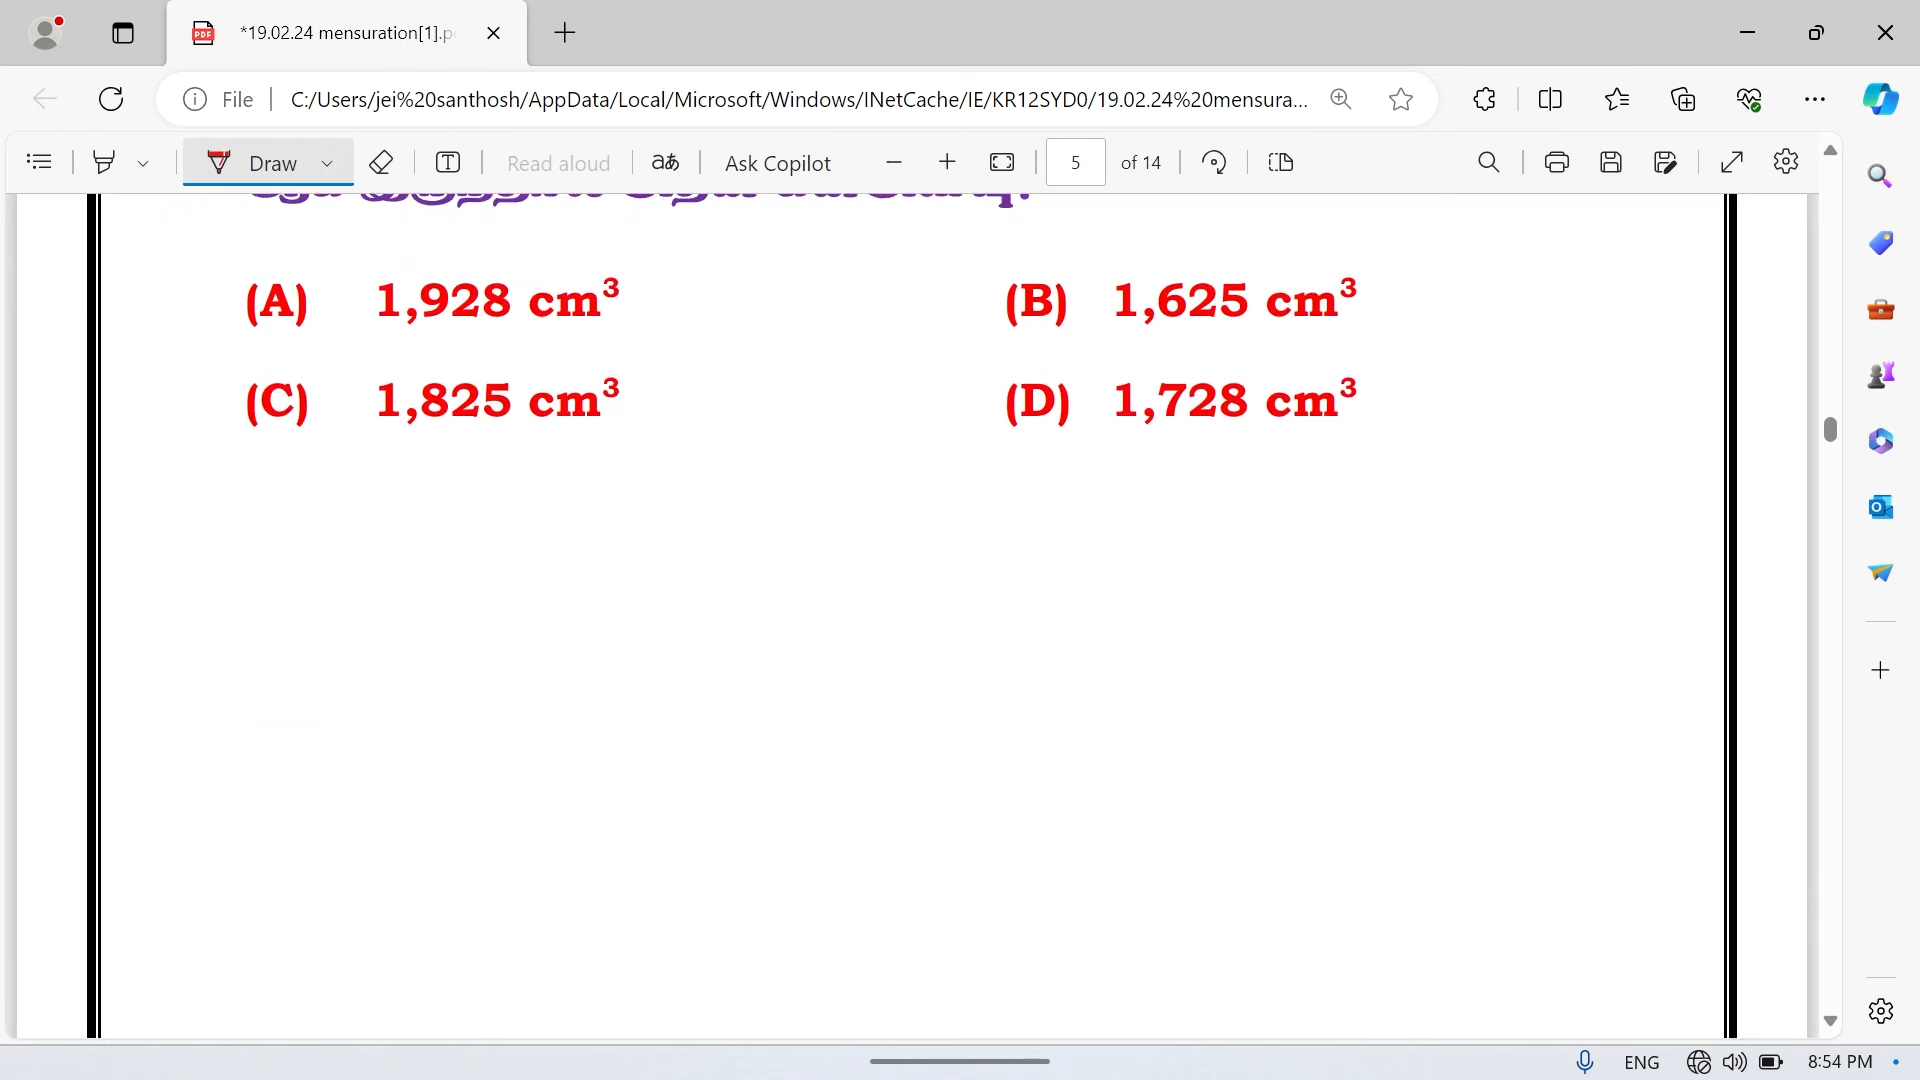 *19.02.24 mensuration[1].p
File
C:/Users/jei%20santhosh/AppData/Local/Microsoft/Windows/INetCache/IE/KR12SYD0/19.02.24%20mensura...
Draw
Read aloud
aあ
Ask Copilot
5 of 14
(A) 1,928 cm³
(B) 1,625 cm³
(C) 1,825 cm³
(D) 1,728 cm³
ENG
8:54 PM